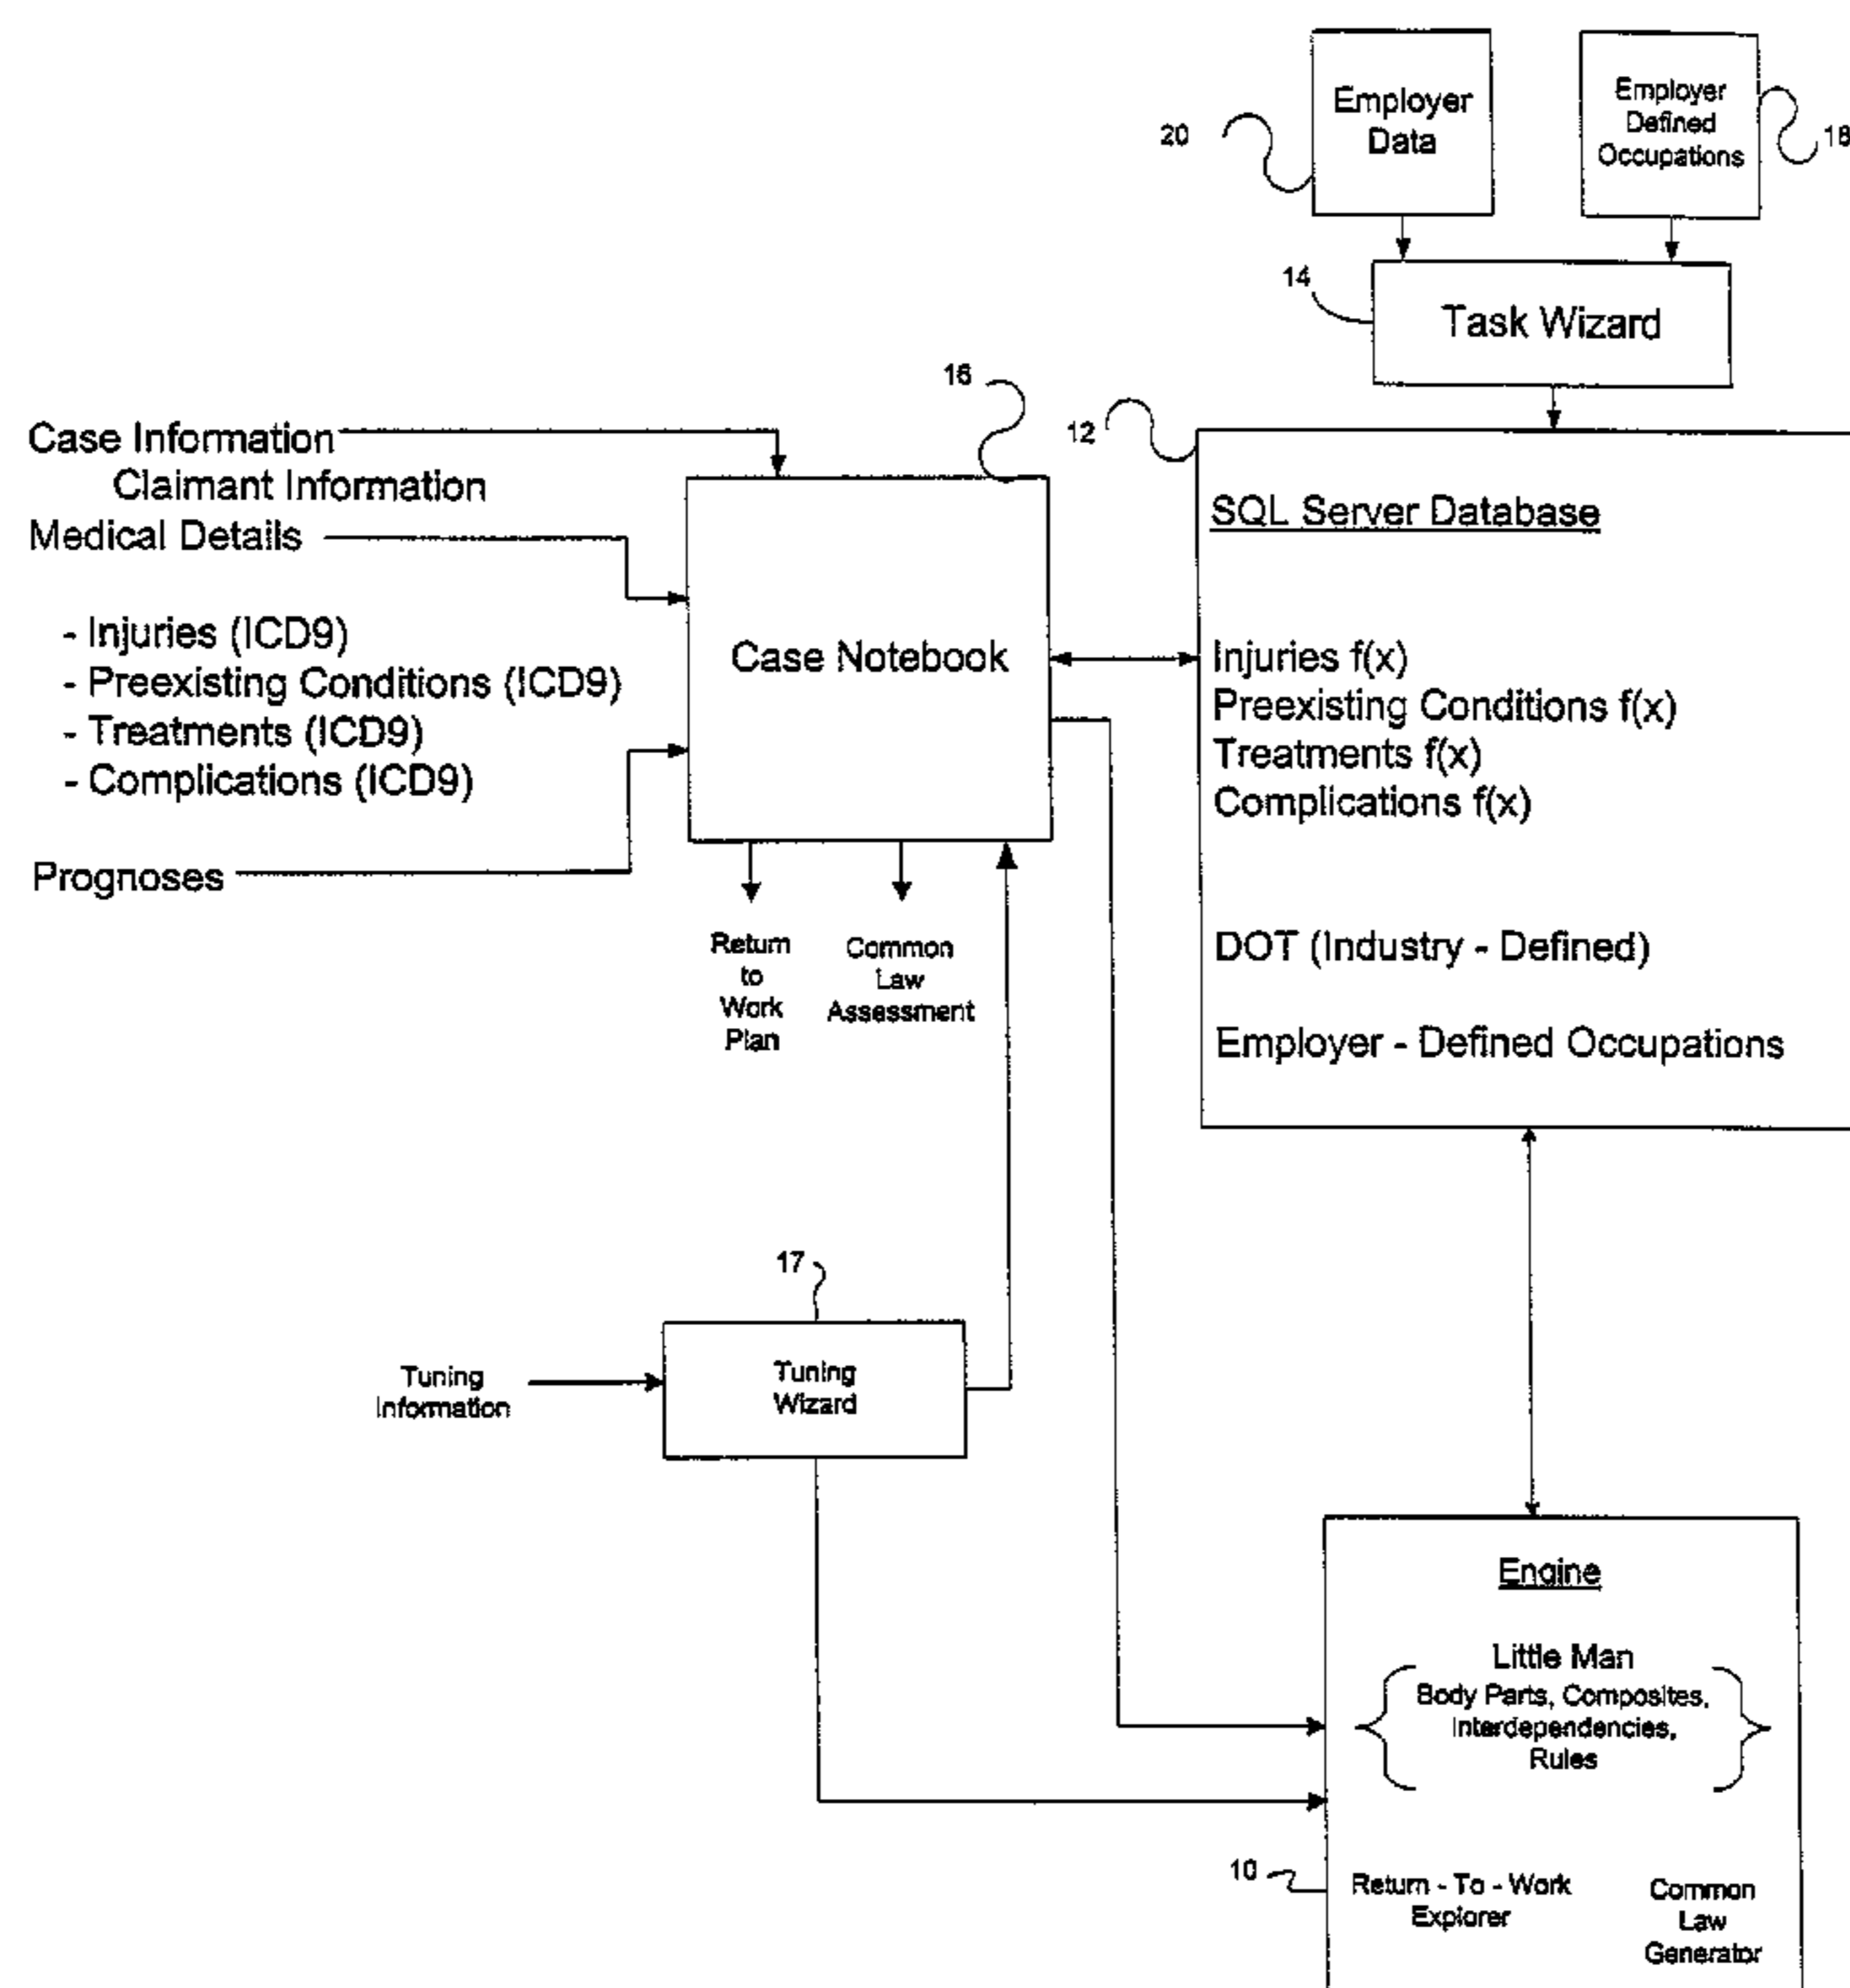 Employer
Data
20
Employer
Defined
Occupations
18
14
Task Wizard
16
12
Case Information
Claimant Information
Medical Details
- Injuries (ICD9)
- Preexisting Conditions (ICD9)
- Treatments (ICD9)
- Complications (ICD9)
Prognoses
Case Notebook
SQL Server Database
Injuries f(x)
Preexisting Conditions f(x)
Treatments f(x)
Complications f(x)
DOT (Industry - Defined)
Employer - Defined Occupations
Return
to
Work
Plan
Common
Law
Assessment
17
Tuning
Information
Tuning
Wizard
Engine
Little Man
Body Parts, Composites,
Interdependencies,
Rules
10
Return - To - Work
Explorer
Common
Law
Generator